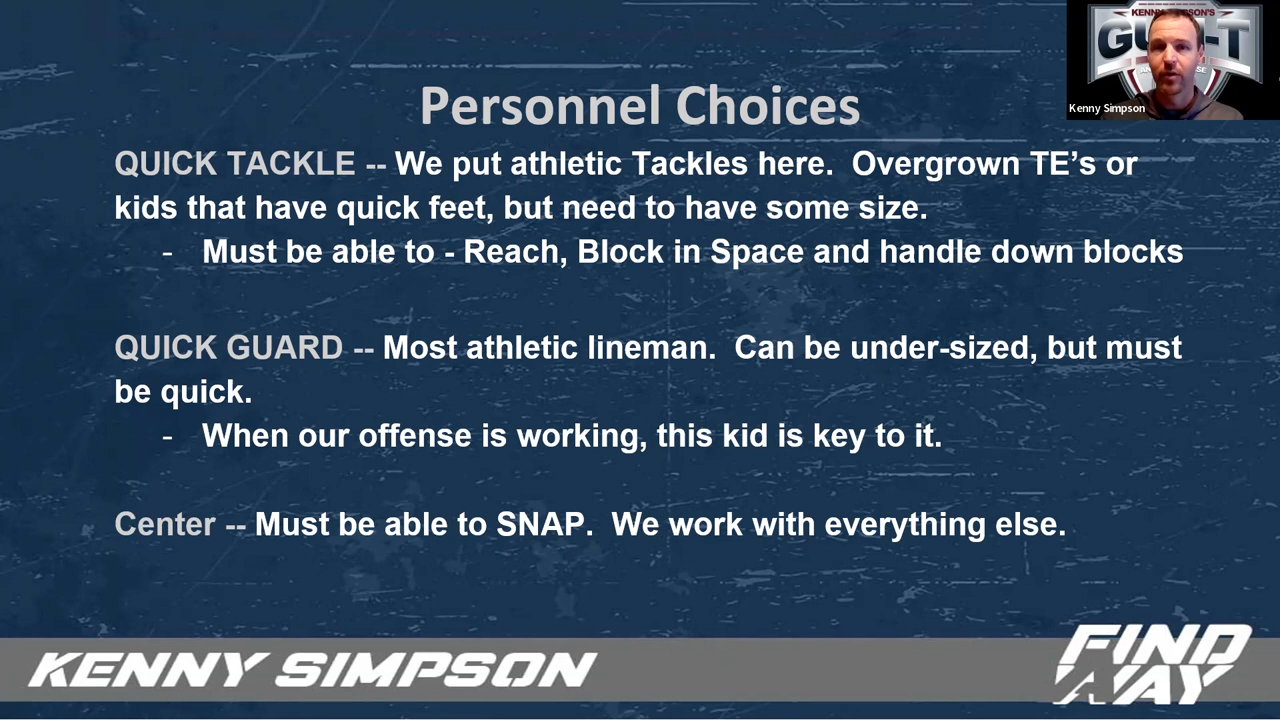 KENNY SIMPSON'S
GUN-T
Kenny Simpson
Personnel Choices
QUICK TACKLE -- We put athletic Tackles here. Overgrown TE’s or
kids that have quick feet, but need to have some size.
- Must be able to - Reach, Block in Space and handle down blocks
QUICK GUARD -- Most athletic lineman. Can be under-sized, but must
be quick.
- When our offense is working, this kid is key to it.
Center -- Must be able to SNAP. We work with everything else.
KENNY SIMPSON
FIND
A WAY